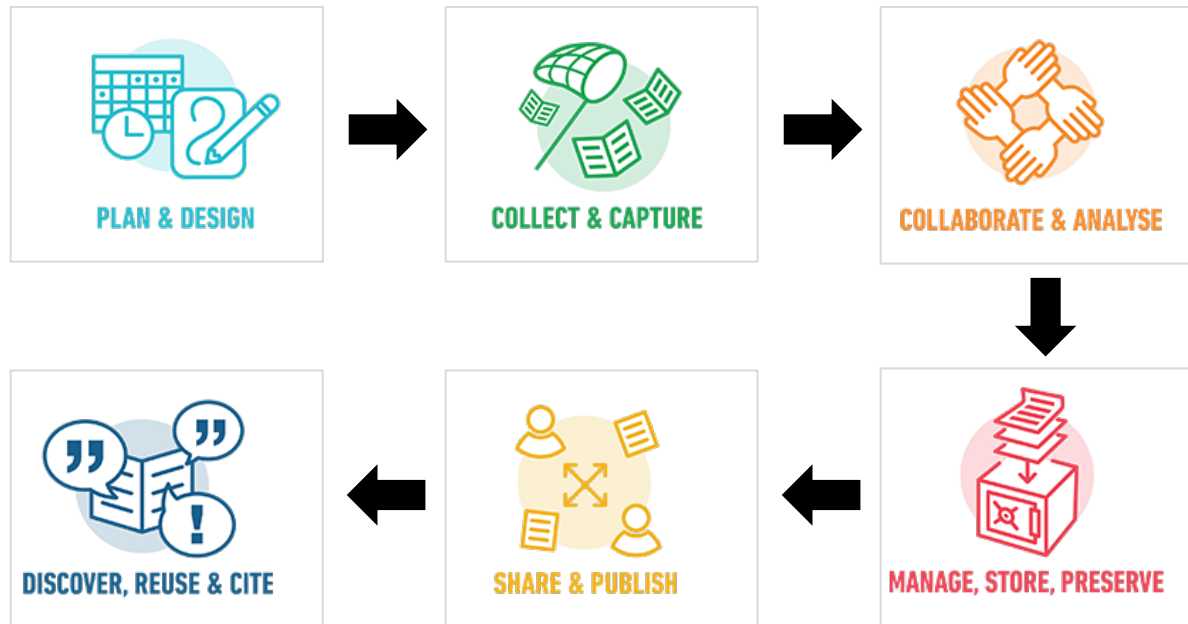 PLAN & DESIGN
COLLECT & CAPTURE
COLLABORATE & ANALYSE
DISCOVER, REUSE & CITE
SHARE & PUBLISH
MANAGE, STORE, PRESERVE